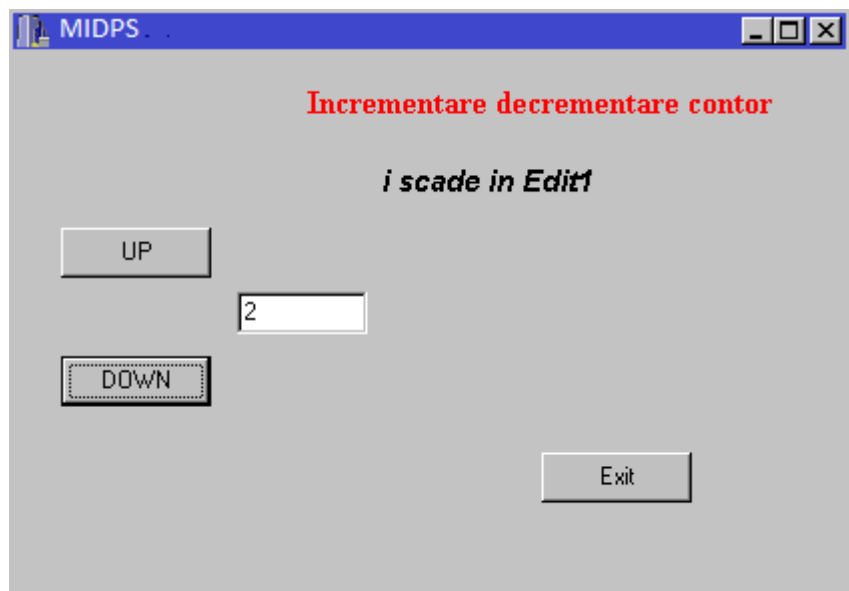 MIDPS . .
Incrementare decrementare contor
i scade in Edit1
UP
2
DOWN
Exit